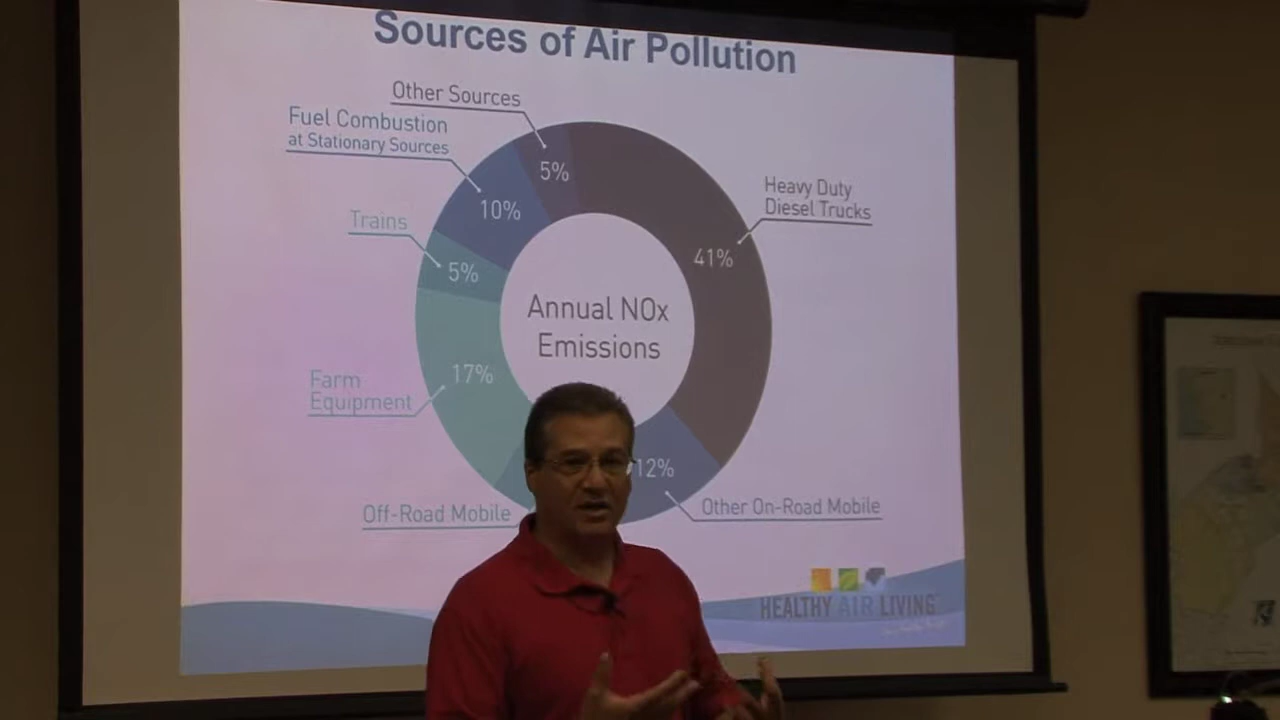 Sources of Air Pollution
Other Sources
Fuel Combustion
at Stationary Sources
5%
10%
Heavy Duty
Diesel Trucks
Trains
41%
5%
Annual NOx
Emissions
17%
Farm
Equipment
12%
Off-Road Mobile
Other On-Road Mobile
HEALTHY AIR LIVING